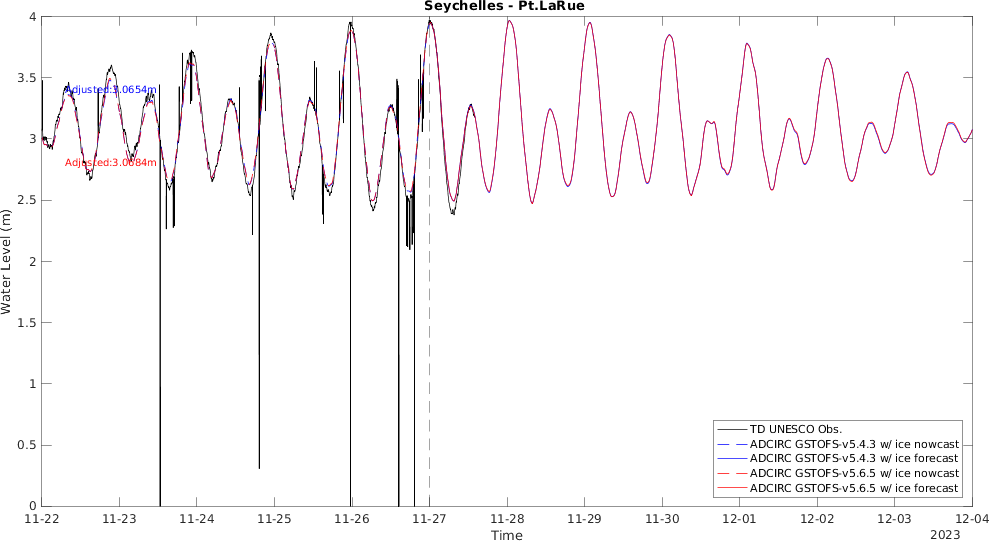 Seychelles - Pt.LaRue
Water Level (m)
4
3.5
3
2.5
2
1.5
1
0.5
0
Adjusted:3.0654m
Adjusted:3.0684m
TD UNESCO Obs.
ADCIRC GSTOFS-v5.4.3 w/ ice nowcast
ADCIRC GSTOFS-v5.4.3 w/ ice forecast
ADCIRC GSTOFS-v5.6.5 w/ ice nowcast
ADCIRC GSTOFS-v5.6.5 w/ ice forecast
11-22 11-23 11-24 11-25 11-26 11-27 11-28 11-29 11-30 12-01 12-02 12-03 12-04
Time
2023